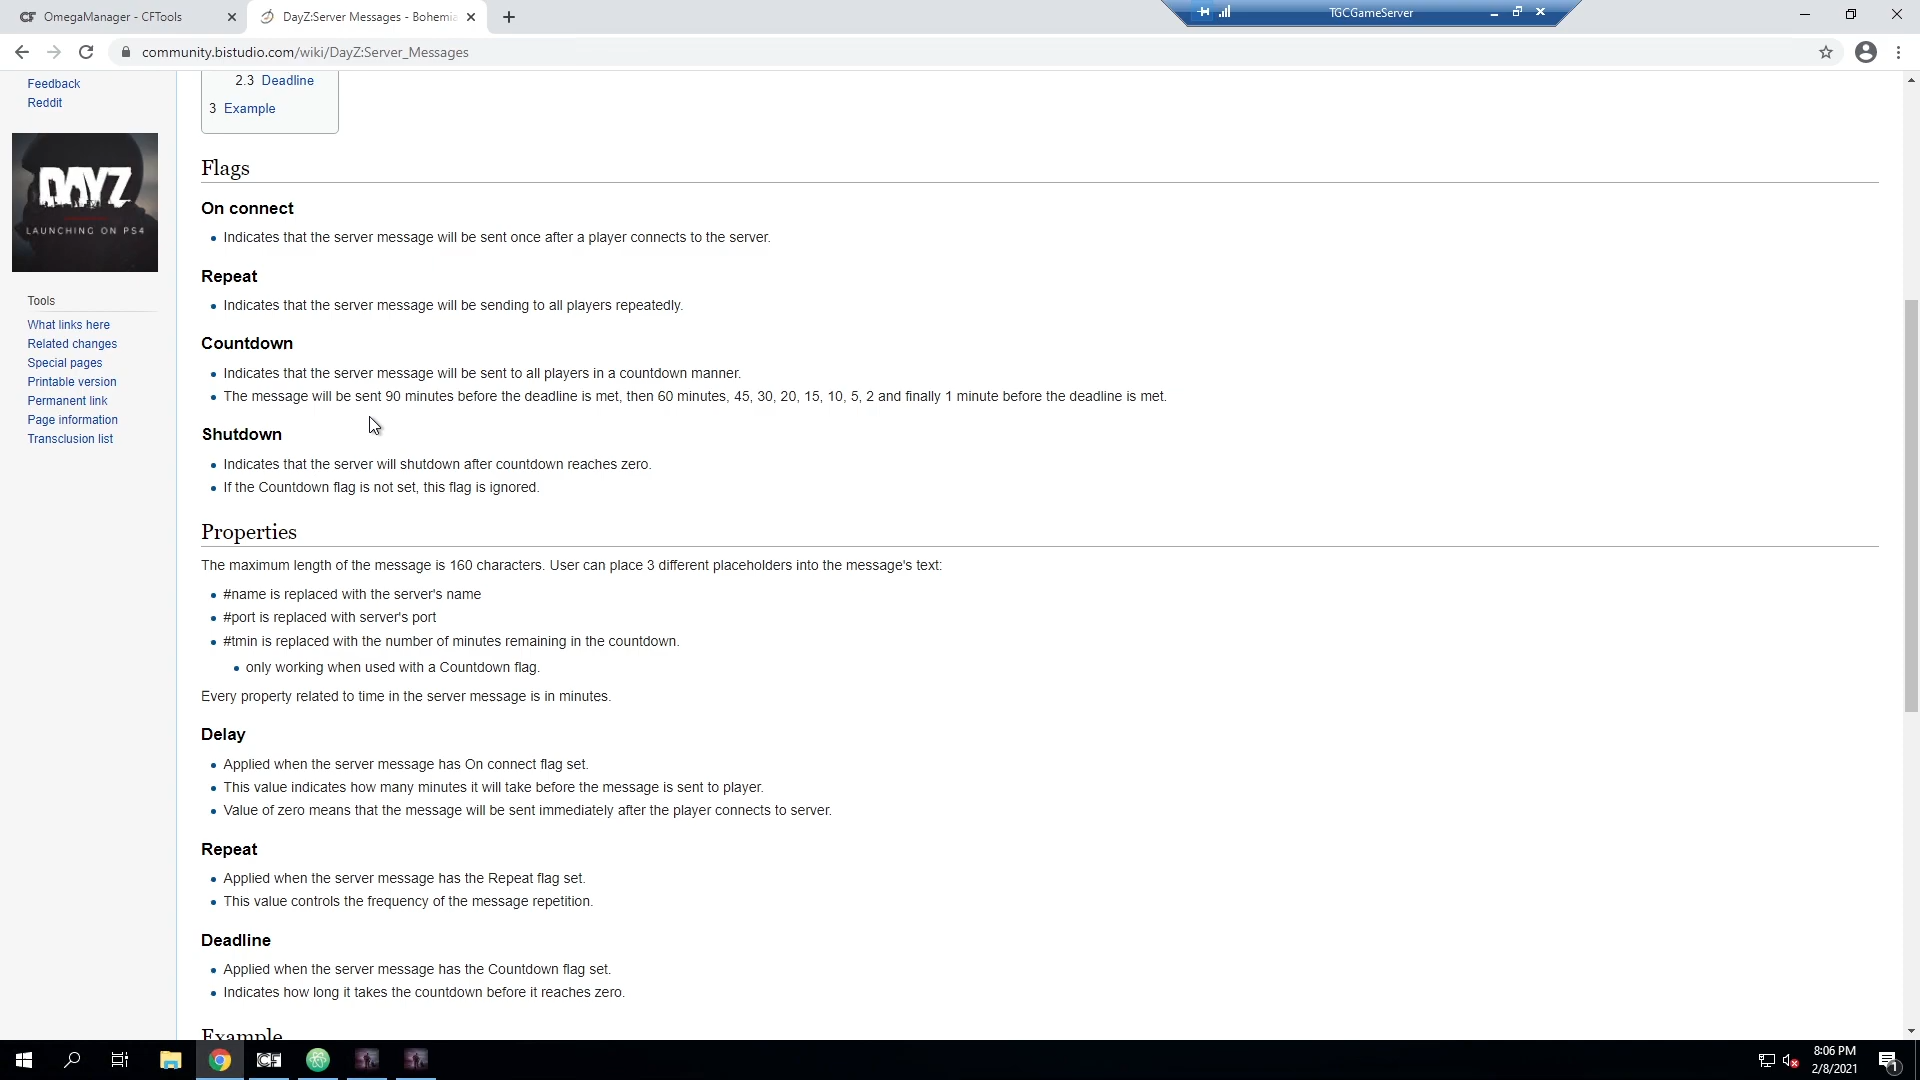 OmegaManager - CFTools
DayZ:Server Messages - Bohemia
TGCGameServer
community.bistudio.com/wiki/DayZ:Server_Messages
Feedback
Reddit
DAYZ
LAUNCHING ON PS4
Tools
What links here
Related changes
Special pages
Printable version
Permanent link
Page information
Transclusion list
2.3 Deadline
3 Example
Flags
On connect
Indicates that the server message will be sent once after a player connects to the server.
Repeat
Indicates that the server message will be sending to all players repeatedly.
Countdown
Indicates that the server message will be sent to all players in a countdown manner.
The message will be sent 90 minutes before the deadline is met, then 60 minutes, 45, 30, 20, 15, 10, 5, 2 and finally 1 minute before the deadline is met.
Shutdown
Indicates that the server will shutdown after countdown reaches zero.
If the Countdown flag is not set, this flag is ignored.
Properties
The maximum length of the message is 160 characters. User can place 3 different placeholders into the message's text:
#name is replaced with the server's name
#port is replaced with server's port
#tmin is replaced with the number of minutes remaining in the countdown.
only working when used with a Countdown flag.
Every property related to time in the server message is in minutes.
Delay
Applied when the server message has On connect flag set.
This value indicates how many minutes it will take before the message is sent to player.
Value of zero means that the message will be sent immediately after the player connects to server.
Repeat
Applied when the server message has the Repeat flag set.
This value controls the frequency of the message repetition.
Deadline
Applied when the server message has the Countdown flag set.
Indicates how long it takes the countdown before it reaches zero.
Example
CF
8:06 PM
2/8/2021
1